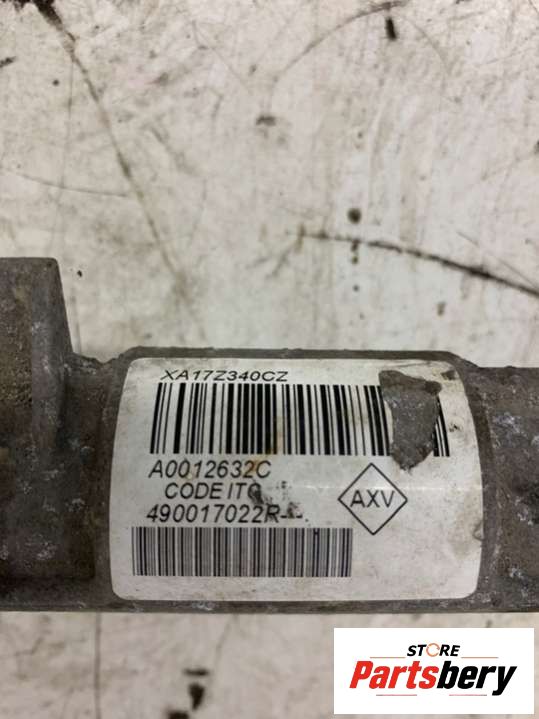 XA17Z340CZ
A0012632C
CODE ITC
490017022R--
AXV
STORE
Partsbery